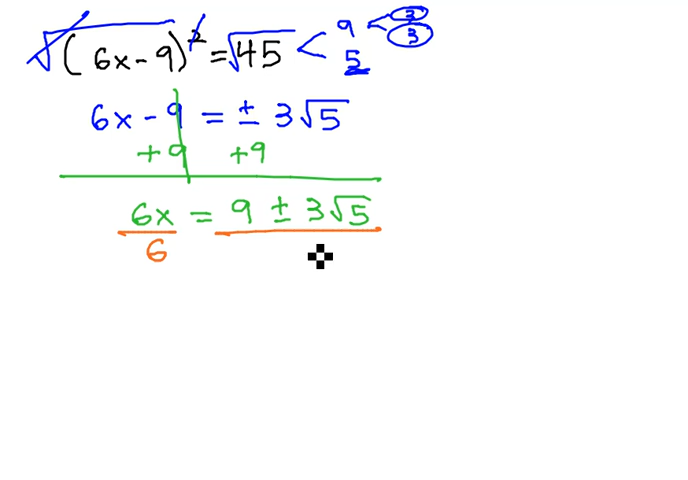 √(6x-9)² = √45 < 9 < 3 3
5
6x - 9 = ± 3√5
+9 +9
6x = 9 ± 3√5
6